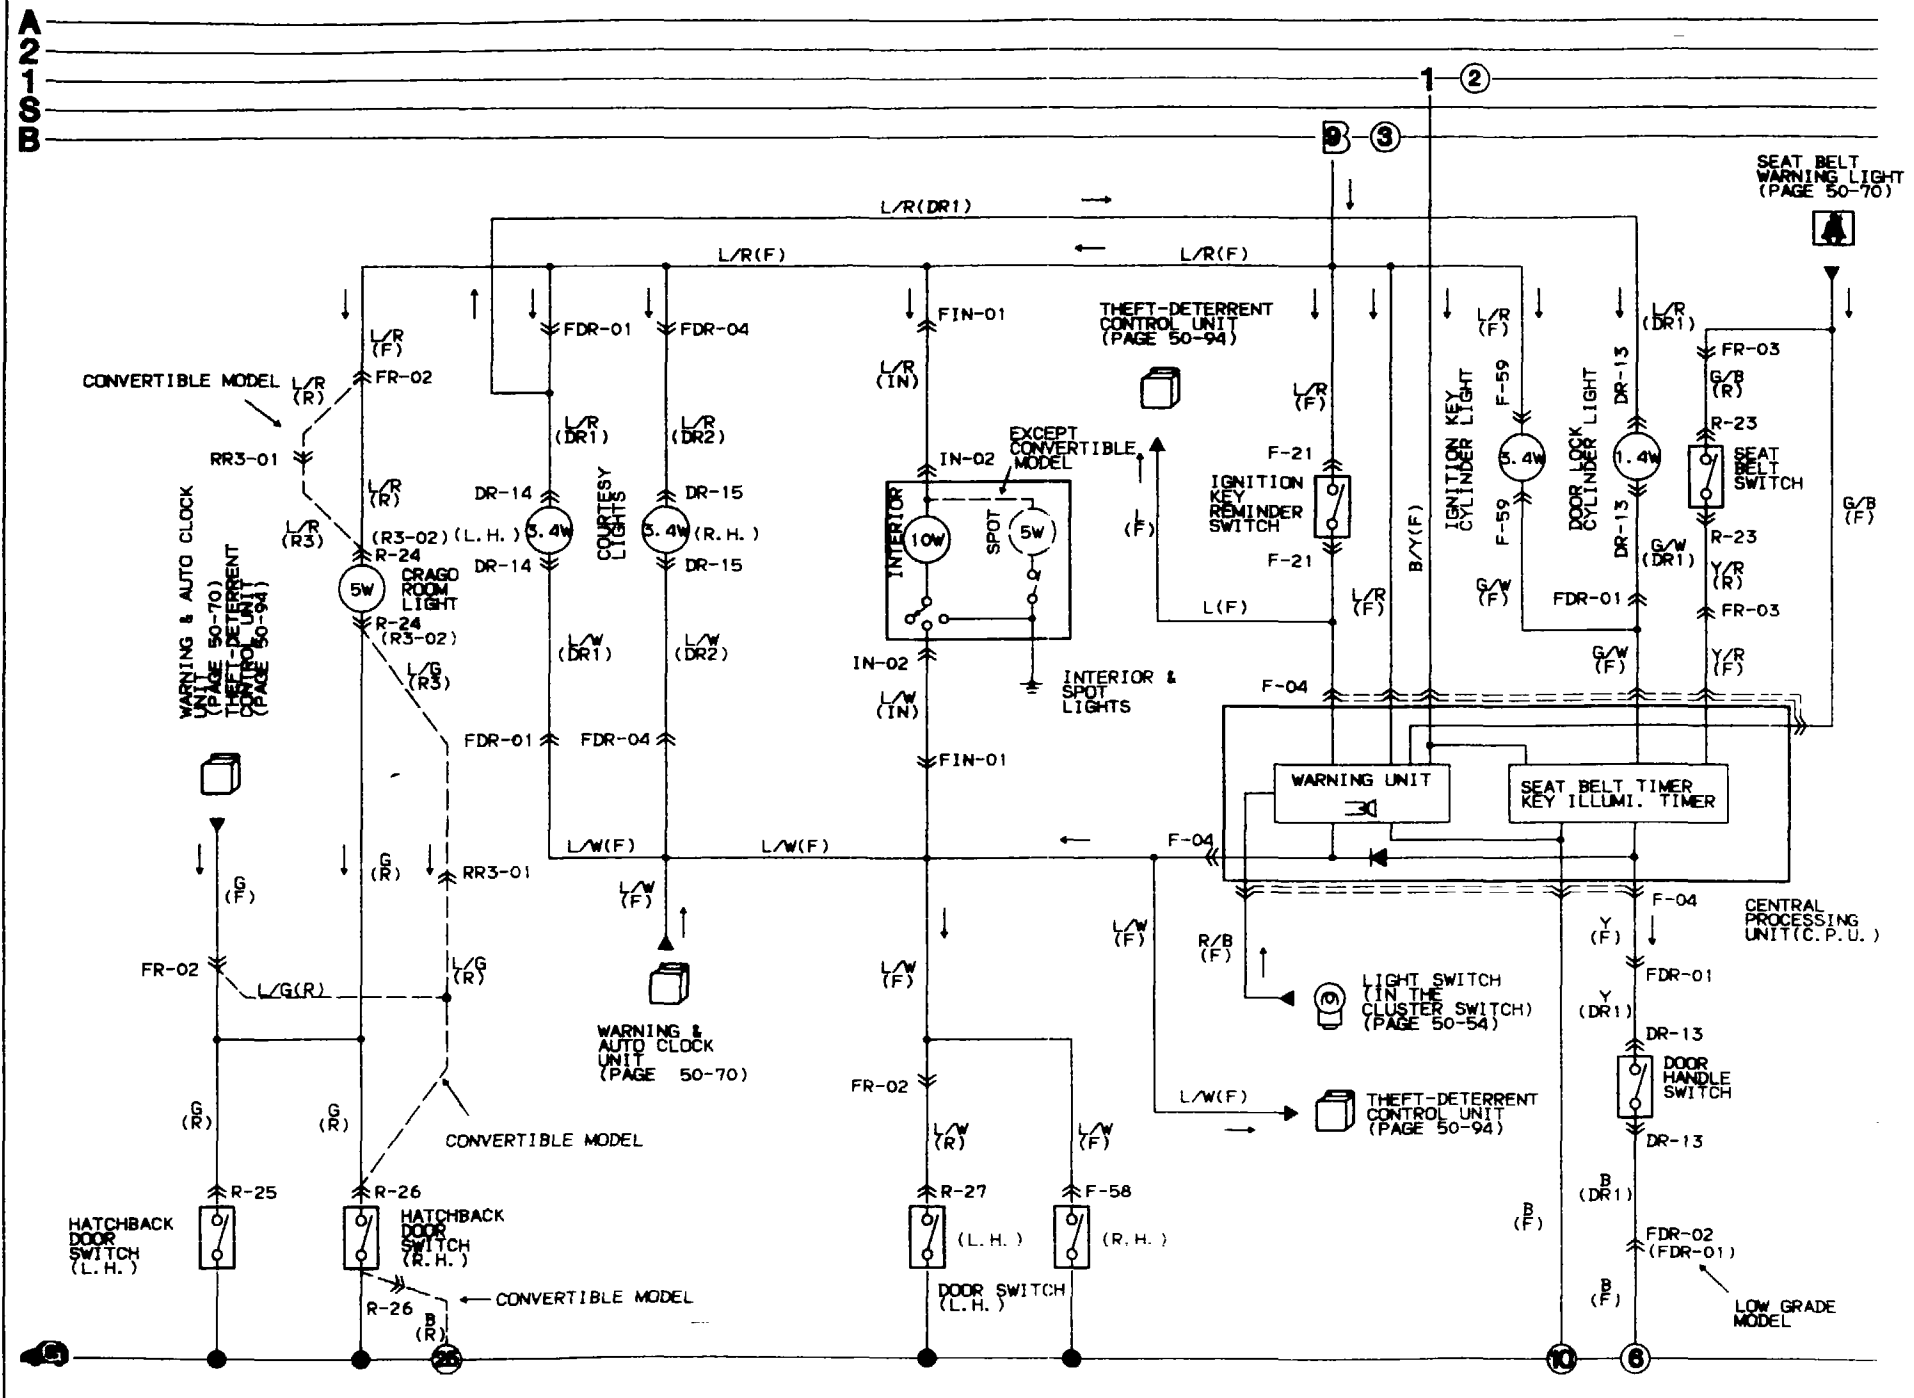 A
2
1
S
B
1 2
9 3
SEAT BELT
WARNING LIGHT
(PAGE 50-70)
L/R(DR1)
L/R(F)
L/R(F)
FDR-01
FDR-04
FIN-01
THEFT-DETERRENT
CONTROL UNIT
(PAGE 50-94)
L/R
(F)
L/R
(F)
L/R
(DR1)
FR-03
CONVERTIBLE MODEL
L/R
(R)
FR-02
L/R
(IN)
L/R
(F)
IGNITION KEY
CYLINDER LIGHT
F-59
DOOR LOCK
CYLINDER LIGHT
DR-13
G/B
(R)
R-23
RR3-01
L/R
(DR1)
L/R
(DR2)
EXCEPT
CONVERTIBLE
MODEL
IN-02
F-21
3.4W
1.4W
SEAT
BELT
SWITCH
L/R
(R)
DR-14
DR-15
COURTESY
LIGHTS
IGNITION
KEY
REMINDER
SWITCH
G/B
(F)
L/R
(R3)
(R3-02)
(L.H.)
3.4W
3.4W
(R.H.)
INTERIOR
10W
SPOT
5W
L
(F)
B/Y(F)
F-59
DR-13
G/W
(DR1)
R-23
R-24
DR-14
DR-15
F-21
Y/R
(R)
WARNING & AUTO CLOCK
UNIT
(PAGE 50-70)
THEFT-DETERRENT
CONTROL UNIT
(PAGE 50-94)
5W
CRAGO
ROOM
LIGHT
R-24
(R3-02)
L(F)
L/R
(F)
G/W
(F)
FDR-01
FR-03
L/G
(R3)
L/W
(DR1)
L/W
(DR2)
IN-02
L/W
(IN)
INTERIOR &
SPOT
LIGHTS
F-04
G/W
(F)
Y/R
(F)
FDR-01
FDR-04
FIN-01
WARNING UNIT
SEAT BELT TIMER
KEY ILLUMI. TIMER
L/W(F)
L/W(F)
F-04
G
(F)
G
(R)
RR3-01
L/W
(F)
L/W
(F)
R/B
(F)
F-04
Y
(F)
CENTRAL
PROCESSING
UNIT(C.P.U.)
FR-02
L/G(R)
L/G
(R)
L/W
(F)
LIGHT SWITCH
(IN THE
CLUSTER SWITCH)
(PAGE 50-54)
FDR-01
Y
(DR1)
DR-13
WARNING &
AUTO CLOCK
UNIT
(PAGE 50-70)
DOOR
HANDLE
SWITCH
FR-02
L/W(F)
THEFT-DETERRENT
CONTROL UNIT
(PAGE 50-94)
G
(R)
G
(R)
CONVERTIBLE MODEL
L/W
(R)
L/W
(F)
DR-13
R-25
R-26
R-27
F-58
B
(DR1)
HATCHBACK
DOOR
SWITCH
(L.H.)
HATCHBACK
DOOR
SWITCH
(R.H.)
(L.H.)
(R.H.)
B
(F)
FDR-02
(FDR-01)
R-26
CONVERTIBLE MODEL
DOOR SWITCH
(L.H.)
B
(F)
LOW GRADE
MODEL
B
(R)
10
6